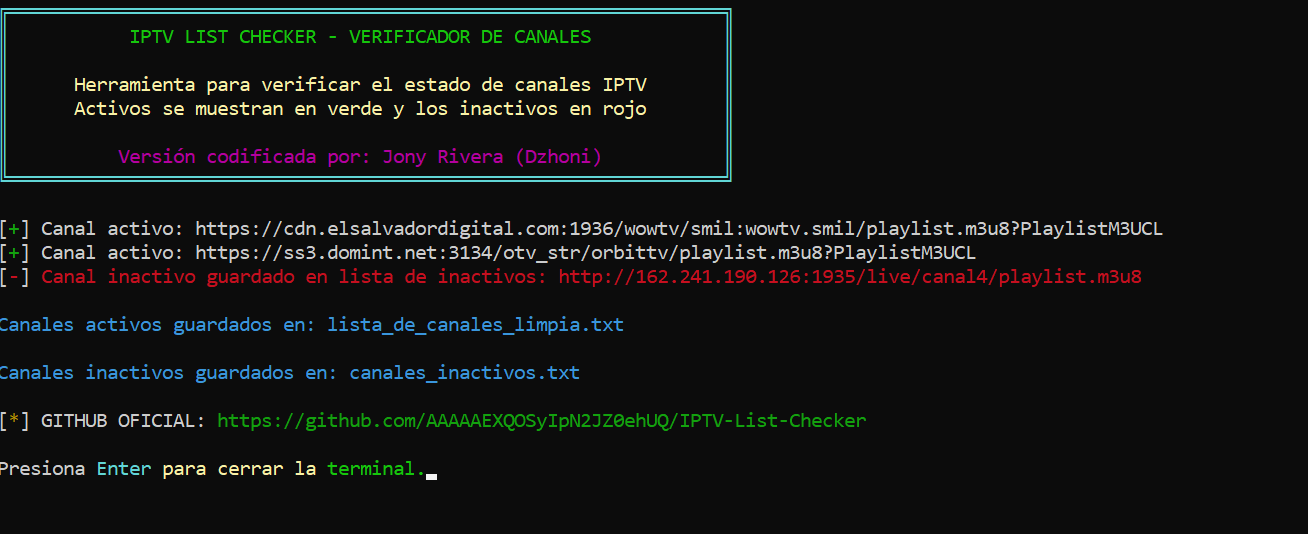 IPTV LIST CHECKER - VERIFICADOR DE CANALES
Herramienta para verificar el estado de canales IPTV
Activos se muestran en verde y los inactivos en rojo
Versión codificada por: Jony Rivera (Dzhoni)
[+] Canal activo: https://cdn.elsalvadordigital.com:1936/wowtv/smil:wowtv.smil/playlist.m3u8?PlaylistM3UCL
[+] Canal activo: https://ss3.domint.net:3134/otv_str/orbittv/playlist.m3u8?PlaylistM3UCL
[-] Canal inactivo guardado en lista de inactivos: http://162.241.190.126:1935/live/canal4/playlist.m3u8
Canales activos guardados en: lista_de_canales_limpia.txt
Canales inactivos guardados en: canales_inactivos.txt
[*] GITHUB OFICIAL: https://github.com/AAAAAEXQOSyIpN2JZ0ehUQ/IPTV-List-Checker
Presiona Enter para cerrar la terminal.